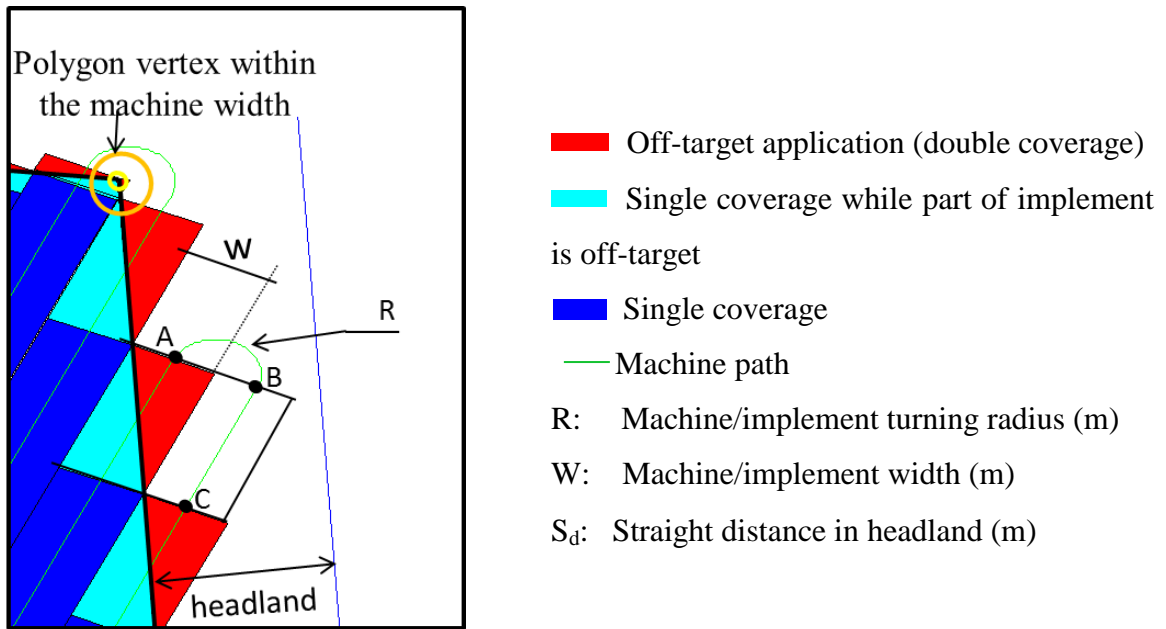 Polygon vertex within
the machine width
W
R
A
B
C
headland
Off-target application (double coverage)
Single coverage while part of implement
is off-target
Single coverage
Machine path
R: Machine/implement turning radius (m)
W: Machine/implement width (m)
Sd: Straight distance in headland (m)